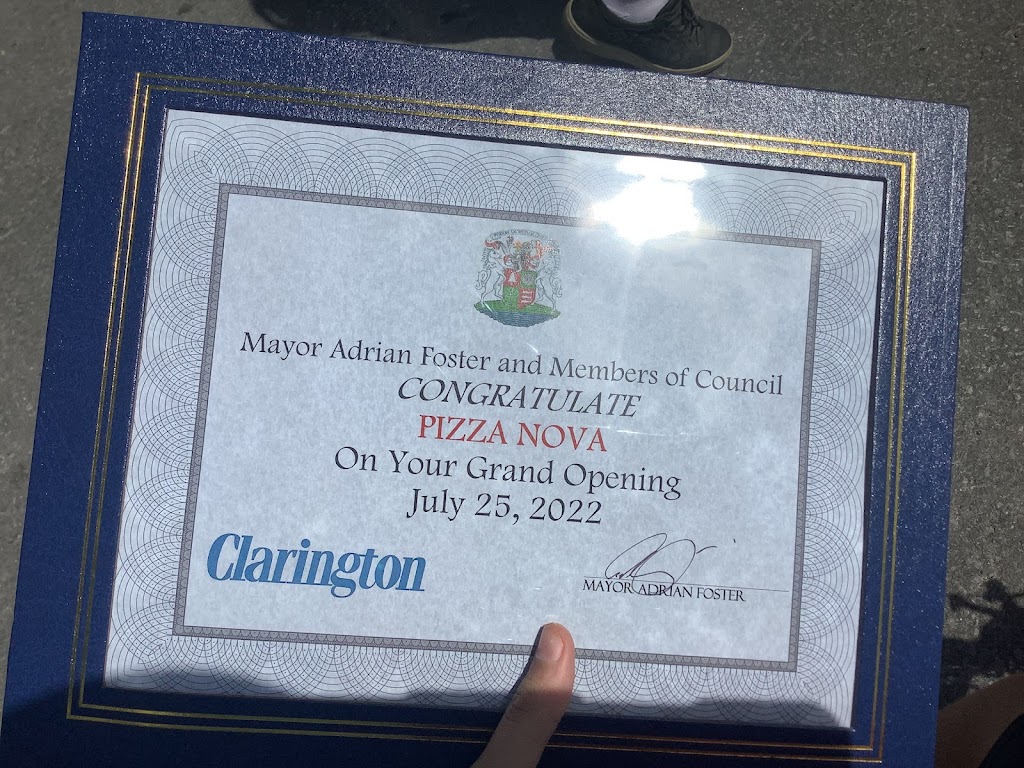 Mayor Adrian Foster and Members of Council
CONGRATULATE
PIZZA NOVA
On Your Grand Opening
July 25, 2022
Clarington
MAYOR ADRIAN FOSTER